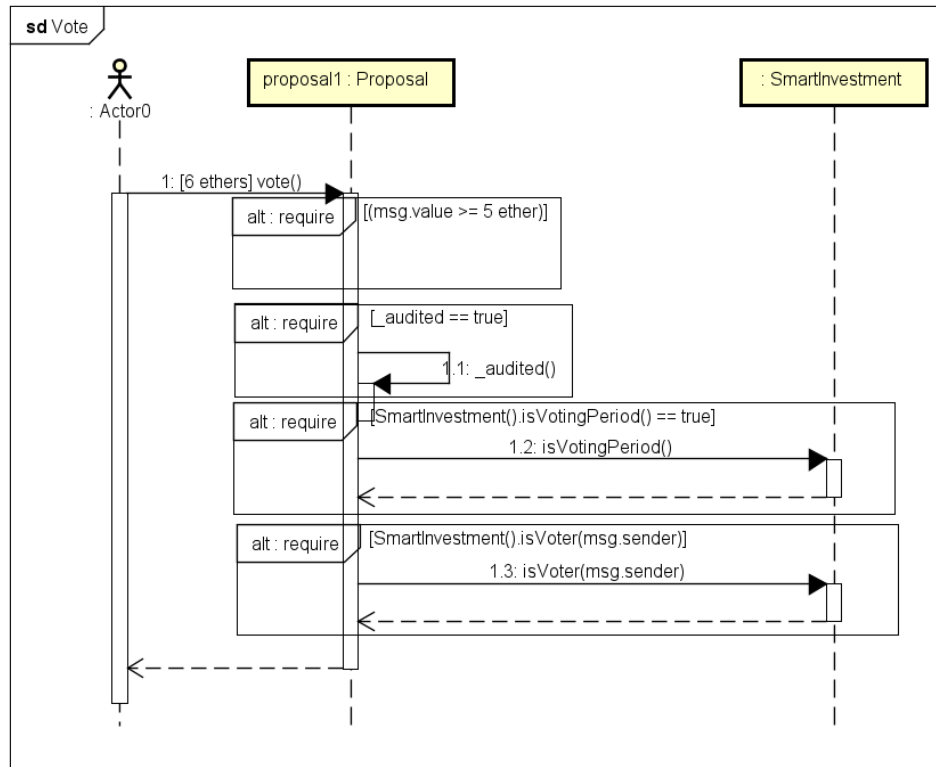 sd Vote
proposal1 : Proposal
: SmartInvestment
: Actor0
1: [6 ethers] vote()
alt : require
[(msg.value >= 5 ether)]
alt : require
[_audited == true]
1.1: _audited()
alt : require
[SmartInvestment().isVotingPeriod() == true]
1.2: isVotingPeriod()
alt : require
[SmartInvestment().isVoter(msg.sender)]
1.3: isVoter(msg.sender)